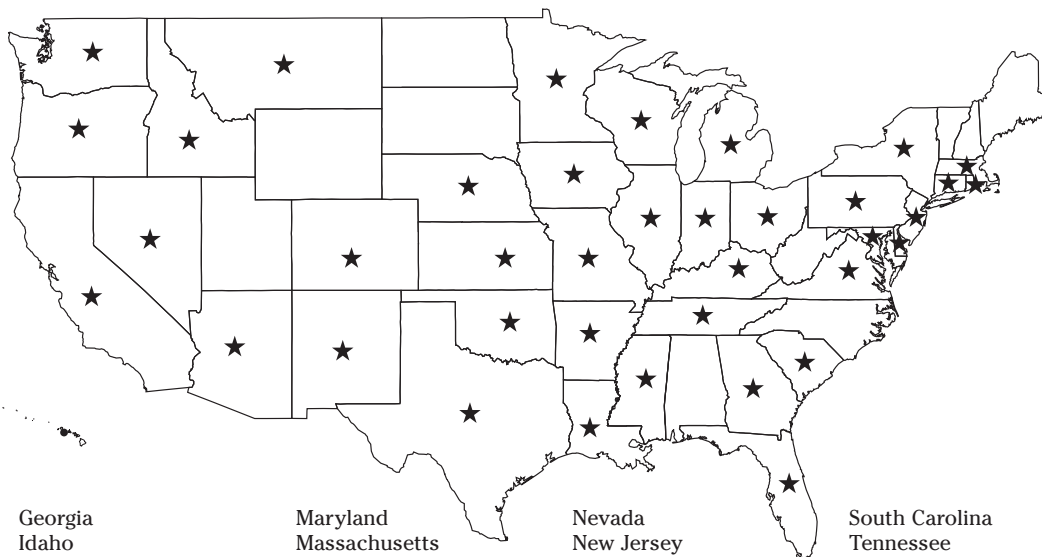 Georgia
Idaho
Maryland
Massachusetts
Nevada
New Jersey
South Carolina
Tennessee